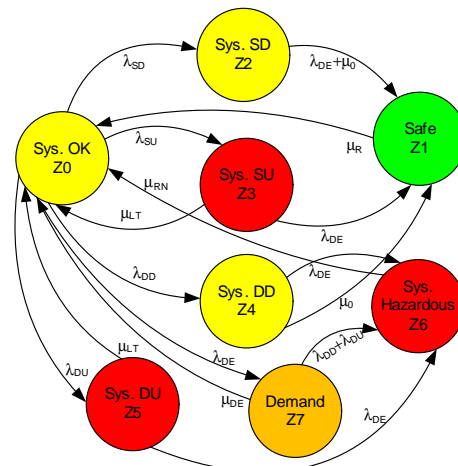 Sys. SD
Z2
λSD
λDE+μ0
Safe
Z1
Sys. OK
Z0
λSU
μR
Sys. SU
Z3
μRN
μLT
λDE
Sys. DD
Z4
λDD
λDE
μ0
Sys.
Hazardous
Z6
λDE
λDD+λDU
μLT
λDU
μDE
Sys. DU
Z5
Demand
Z7
λDE